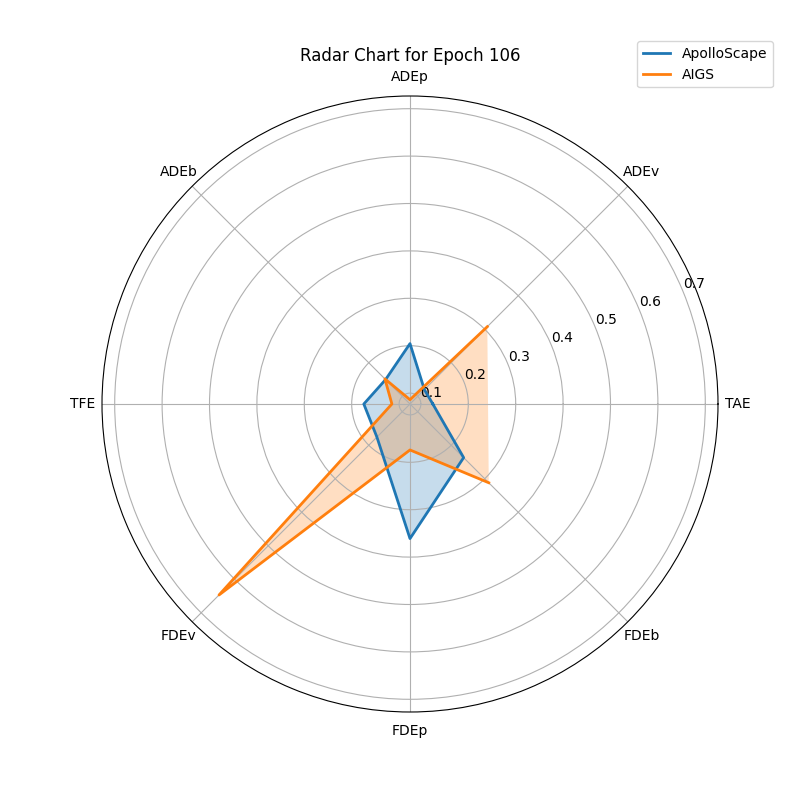 Radar Chart for Epoch 106
ApolloScape
AIGS
ADEp
ADEb
ADEv
0.7
0.6
0.5
0.4
0.3
0.2
0.1
TFE
TAE
FDEv
FDEb
FDEp